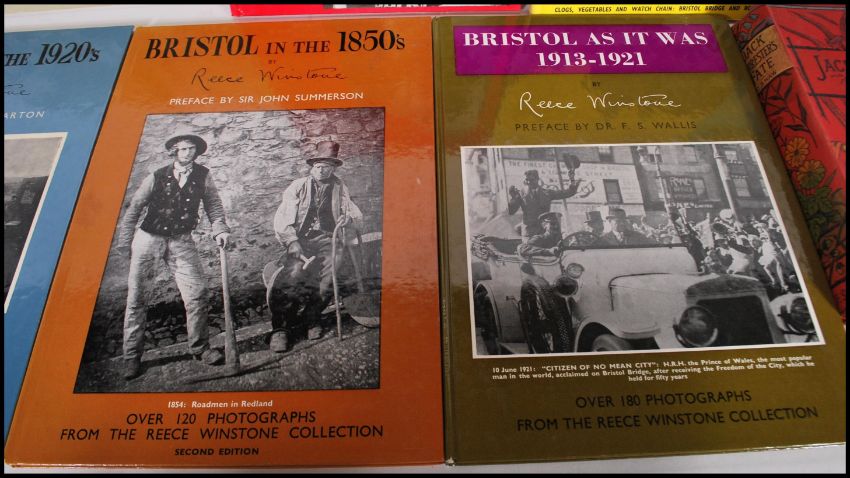 CLOGS, VEGETABLES AND WATCH CHAIN: BRISTOL BRIDGE AND
THE 1920's
ARTON
BRISTOL IN THE 1850's
BY
Reece Winstone
PREFACE BY SIR JOHN SUMMERSON
1854: Roadmen in Redland
OVER 120 PHOTOGRAPHS
FROM THE REECE WINSTONE COLLECTION
SECOND EDITION
BRISTOL AS IT WAS
1913-1921
BY
Reece Winstone
PREFACE BY DR. F. S. WALLIS
10 June 1921: "CITIZEN OF NO MEAN CITY": H.R.H. the Prince of Wales, the most popular
man in the world, acclaimed on Bristol Bridge, after receiving the Freedom of the City, which he
held for fifty years
OVER 180 PHOTOGRAPHS
FROM THE REECE WINSTONE COLLECTION
JACK